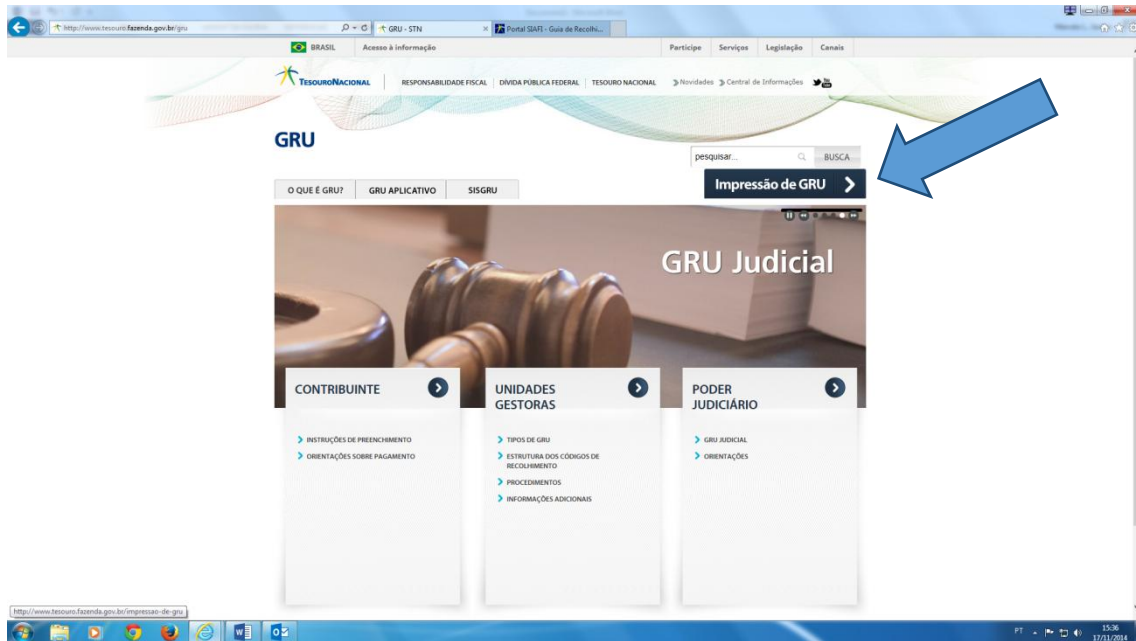 http://www.tesouro.fazenda.gov.br/gru
GRU - STN
Portal SIAFI - Guia de Recolhi...
BRASIL
Acesso à informação
Participe
Serviços
Legislação
Canais
TESOURONACIONAL
RESPONSABILIDADE FISCAL
DÍVIDA PÚBLICA FEDERAL
TESOURO NACIONAL
Novidades
Central de Informações
GRU
pesquisar...
BUSCA
O QUE É GRU?
GRU APLICATIVO
SISGRU
Impressão de GRU
GRU Judicial
CONTRIBUINTE
INSTRUÇÕES DE PREENCHIMENTO
ORIENTAÇÕES SOBRE PAGAMENTO
UNIDADES
GESTORAS
TIPOS DE GRU
ESTRUTURA DOS CÓDIGOS DE
RECOLHIMENTO
PROCEDIMENTOS
INFORMAÇÕES ADICIONAIS
PODER
JUDICIÁRIO
GRU JUDICIAL
ORIENTAÇÕES
http://www.tesouro.fazenda.gov.br/impressao-de-gru
PT
15:36
17/11/2014